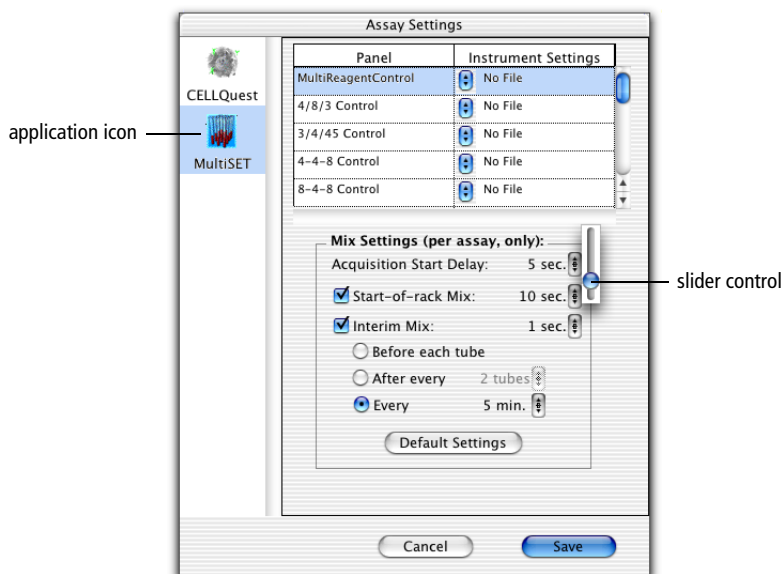 Assay Settings
Panel Instrument Settings
CELLQuest
MultiSET
MultiReagentControl No File
4/8/3 Control No File
3/4/45 Control No File
4-4-8 Control No File
8-4-8 Control No File
application icon
Mix Settings (per assay, only):
Acquisition Start Delay: 5 sec.
slider control
Start-of-rack Mix: 10 sec.
Interim Mix: 1 sec.
Before each tube
After every 2 tubes
Every 5 min.
Default Settings
Cancel Save